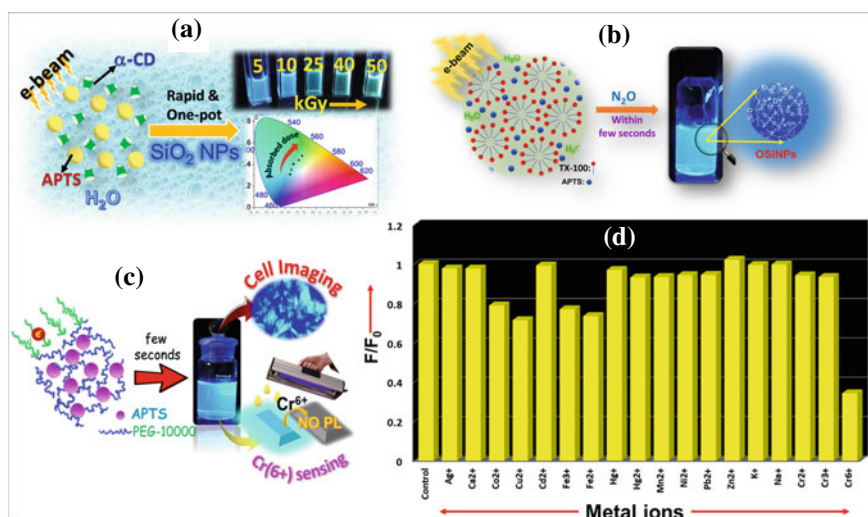 (a)
α-CD
e-beam
5 10 25 40 50
kGy
Rapid &
One-pot
SiO₂ NPs
APTS
H₂O
Absorbed dose
540
560
580
600
620
480
460
(b)
e-beam
H₂O
H₂O
N₂O
Within
few seconds
TX-100:
APTS:
OSiNPs
(c)
Cell Imaging
few
seconds
APTS
PEG-10000
Cr⁶⁺
NO PL
Cr(6+) sensing
(d)
F/F₀
1.2
1
0.8
0.6
0.4
0.2
0
Control
Ag+
Ca2+
Co2+
Cu2+
Cd2+
Fe3+
Fe2+
Hg+
Hg2+
Mn2+
Ni2+
Pb2+
Zn2+
K+
Na+
Cr2+
Cr3+
Cr6+
Metal ions